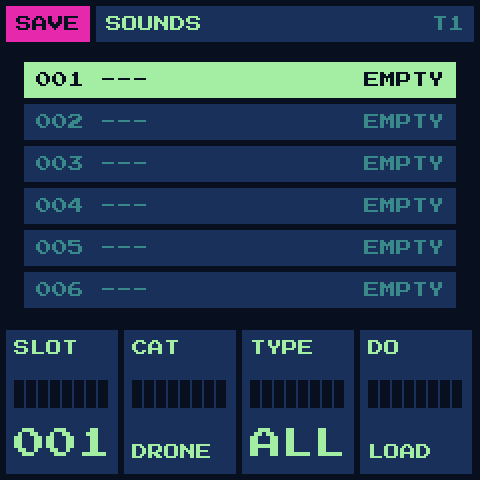 SAVE SOUNDS T1
001 --- EMPTY
002 --- EMPTY
003 --- EMPTY
004 --- EMPTY
005 --- EMPTY
006 --- EMPTY
SLOT CAT TYPE DO
001 DRONE ALL LOAD